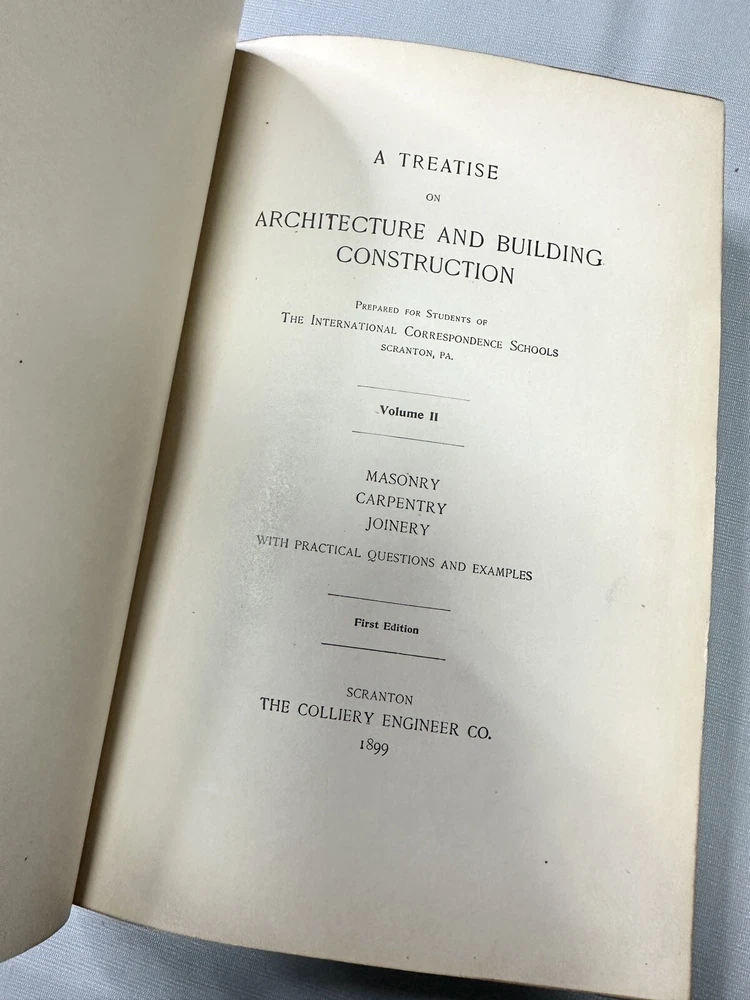 A TREATISE
ON
ARCHITECTURE AND BUILDING
CONSTRUCTION
PREPARED FOR STUDENTS OF
THE INTERNATIONAL CORRESPONDENCE SCHOOLS
SCRANTON, PA.
Volume II
MASONRY
CARPENTRY
JOINERY
WITH PRACTICAL QUESTIONS AND EXAMPLES
First Edition
SCRANTON
THE COLLIERY ENGINEER CO.
1899